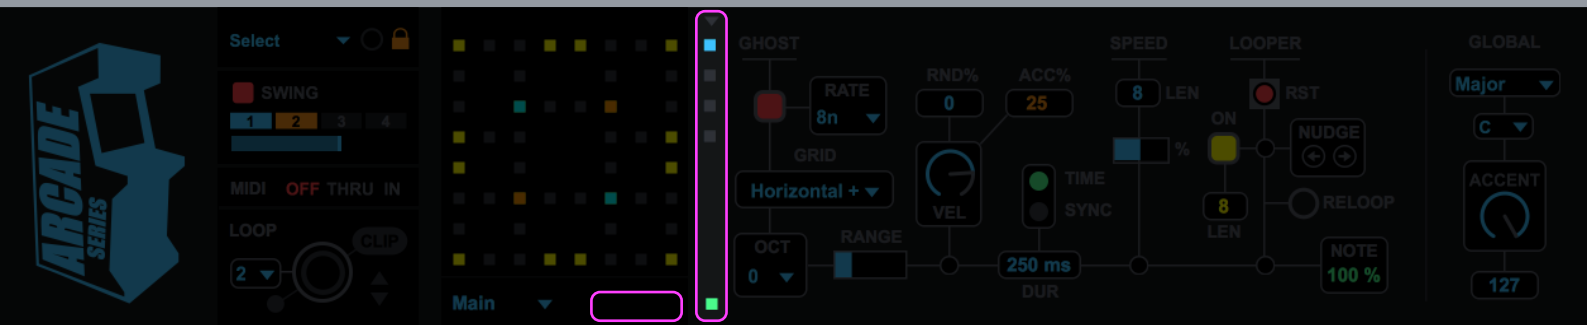 ARCADE
SERIES
Select
SWING
1 2 3 4
MIDI OFF THRU IN
LOOP
CLIP
2
Main
GHOST
RATE
8n
GRID
Horizontal +
OCT
0
RANGE
RND%
0
ACC%
25
VEL
TIME
SYNC
250 ms
DUR
SPEED
8 LEN
%
LOOPER
RST
ON
NUDGE
8
LEN
RELOOP
NOTE
100 %
GLOBAL
Major
C
ACCENT
127